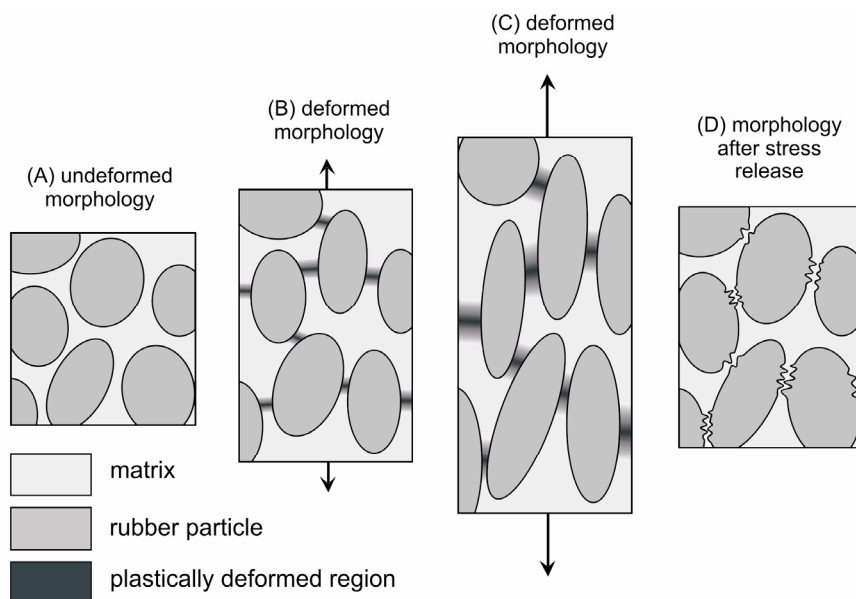 (A) undeformed
morphology
(B) deformed
morphology
(C) deformed
morphology
(D) morphology
after stress
release
matrix
rubber particle
plastically deformed region